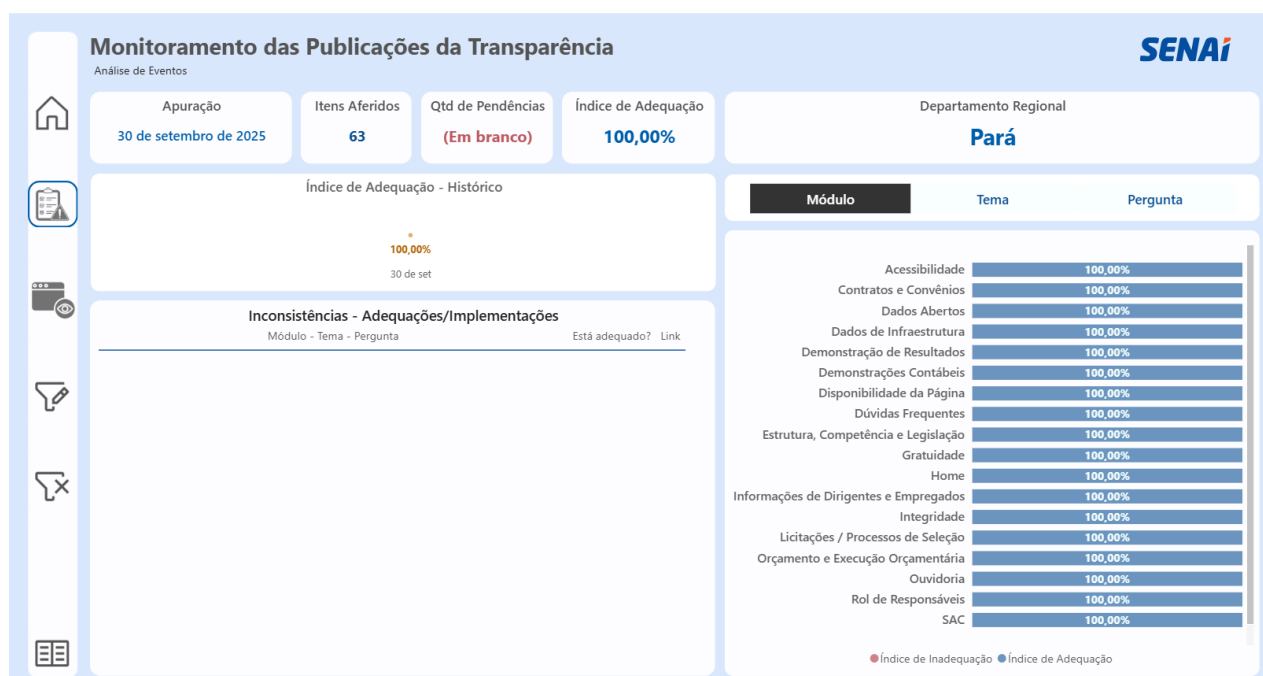 Monitoramento das Publicações da Transparência
Análise de Eventos
SENAI
Apuração
30 de setembro de 2025
Itens Aferidos
63
Qtd de Pendências
(Em branco)
Índice de Adequação
100,00%
Departamento Regional
Pará
Índice de Adequação - Histórico
100,00%
30 de set
Inconsistências - Adequações/Implementações
Módulo - Tema - Pergunta Está adequado? Link
Módulo Tema Pergunta
Acessibilidade 100,00%
Contratos e Convênios 100,00%
Dados Abertos 100,00%
Dados de Infraestrutura 100,00%
Demonstração de Resultados 100,00%
Demonstrações Contábeis 100,00%
Disponibilidade da Página 100,00%
Dúvidas Frequentes 100,00%
Estrutura, Competência e Legislação 100,00%
Gratuidade 100,00%
Home 100,00%
Informações de Dirigentes e Empregados 100,00%
Integridade 100,00%
Licitações / Processos de Seleção 100,00%
Orçamento e Execução Orçamentária 100,00%
Ouvidoria 100,00%
Rol de Responsáveis 100,00%
SAC 100,00%
Índice de Inadequação Índice de Adequação